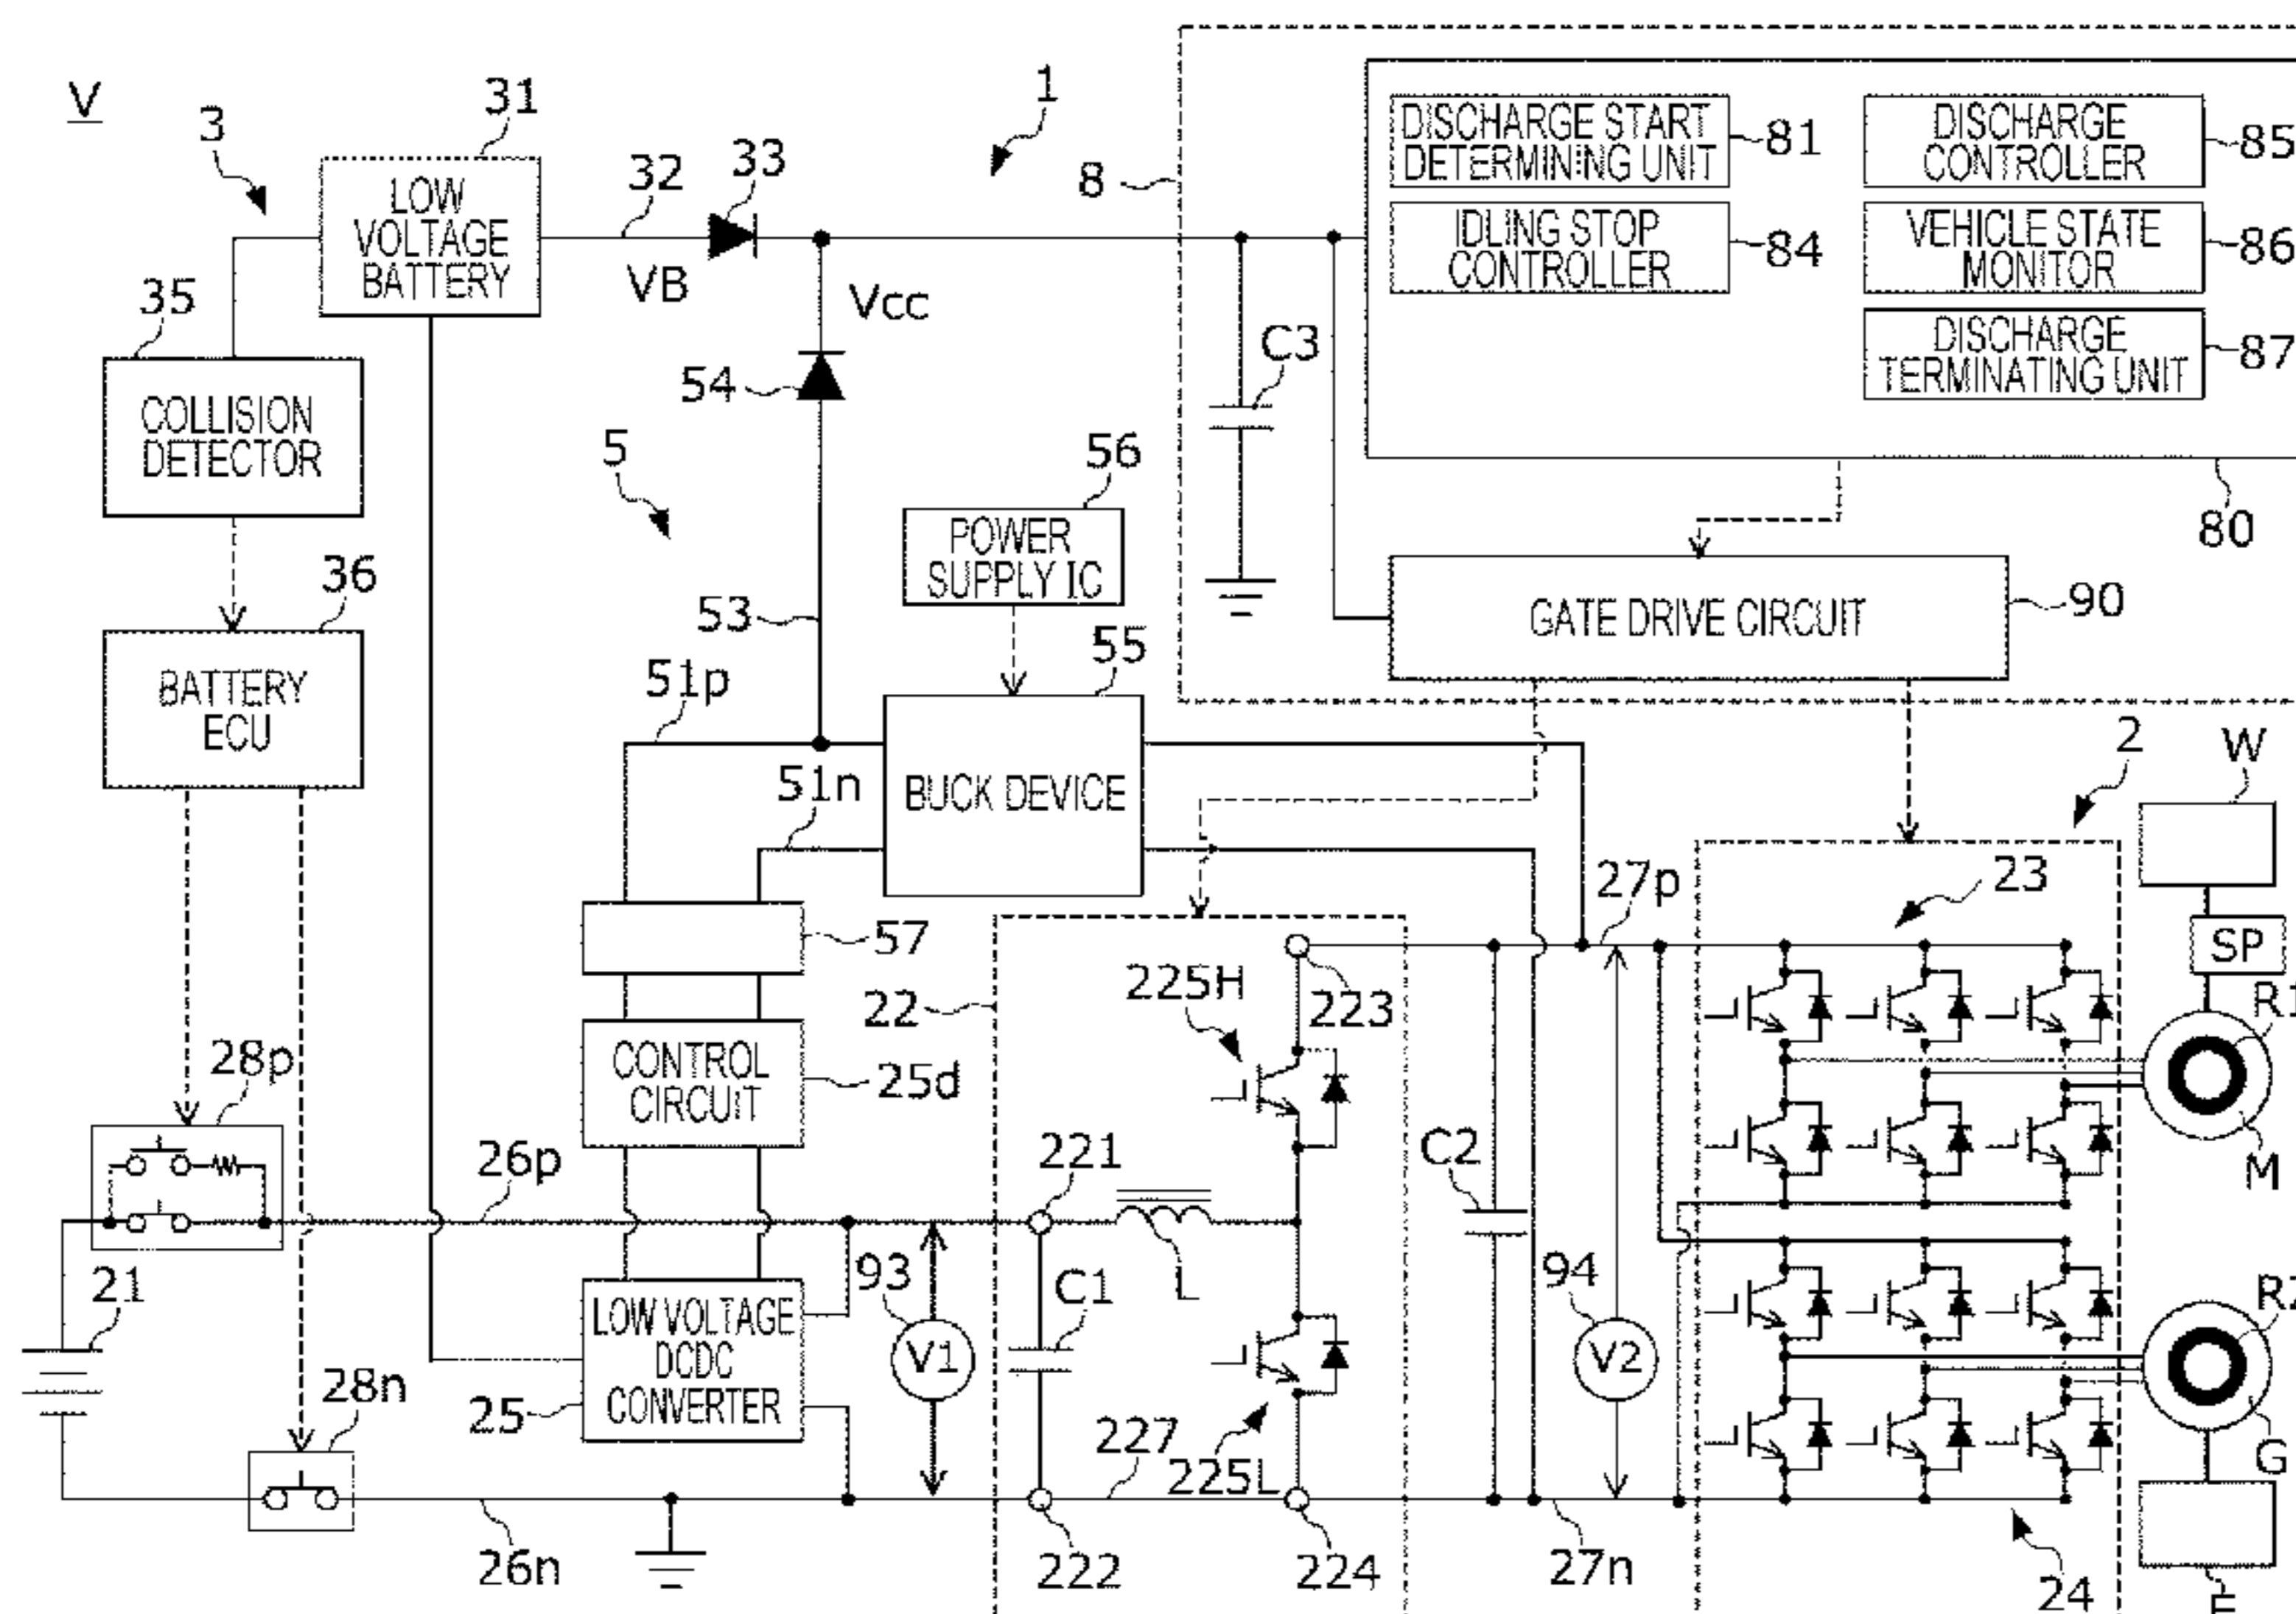 V
3
31
LOW
VOLTAGE
BATTERY
32
VB
33
1
Vcc
8
DISCHARGE START
DETERMINING UNIT
81
DISCHARGE
CONTROLLER
85
IDLING STOP
CONTROLLER
84
VEHICLE STATE
MONITOR
86
DISCHARGE
TERMINATING UNIT
87
80
C3
35
COLLISION
DETECTOR
54
5
56
POWER
SUPPLY IC
36
BATTERY
ECU
53
55
51p
51n
BUCK DEVICE
GATE DRIVE CIRCUIT
90
2
W
57
27p
23
SP
22
225H
223
R1
CONTROL
CIRCUIT
25d
28p
26p
221
C2
M
21
93
C1
L
94
LOW VOLTAGE
DCDC
CONVERTER
V1
V2
R2
28n
25
227
225L
G
26n
222
224
27n
24